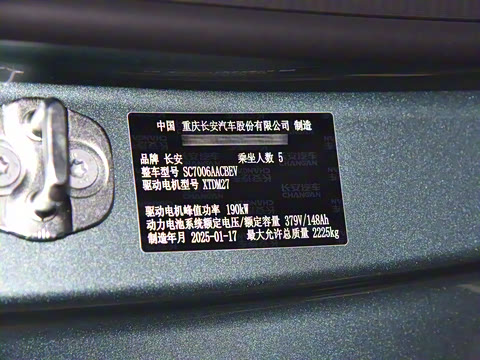 中国 重庆长安汽车股份有限公司 制造
品牌 长安 乘坐人数 5
整车型号 SC7006AACBEV
驱动电机型号 XTDM27
驱动电机峰值功率 190kW
动力电池系统额定电压/额定容量 379V/148Ah
制造年月 2025-01-17 最大允许总质量 2225kg